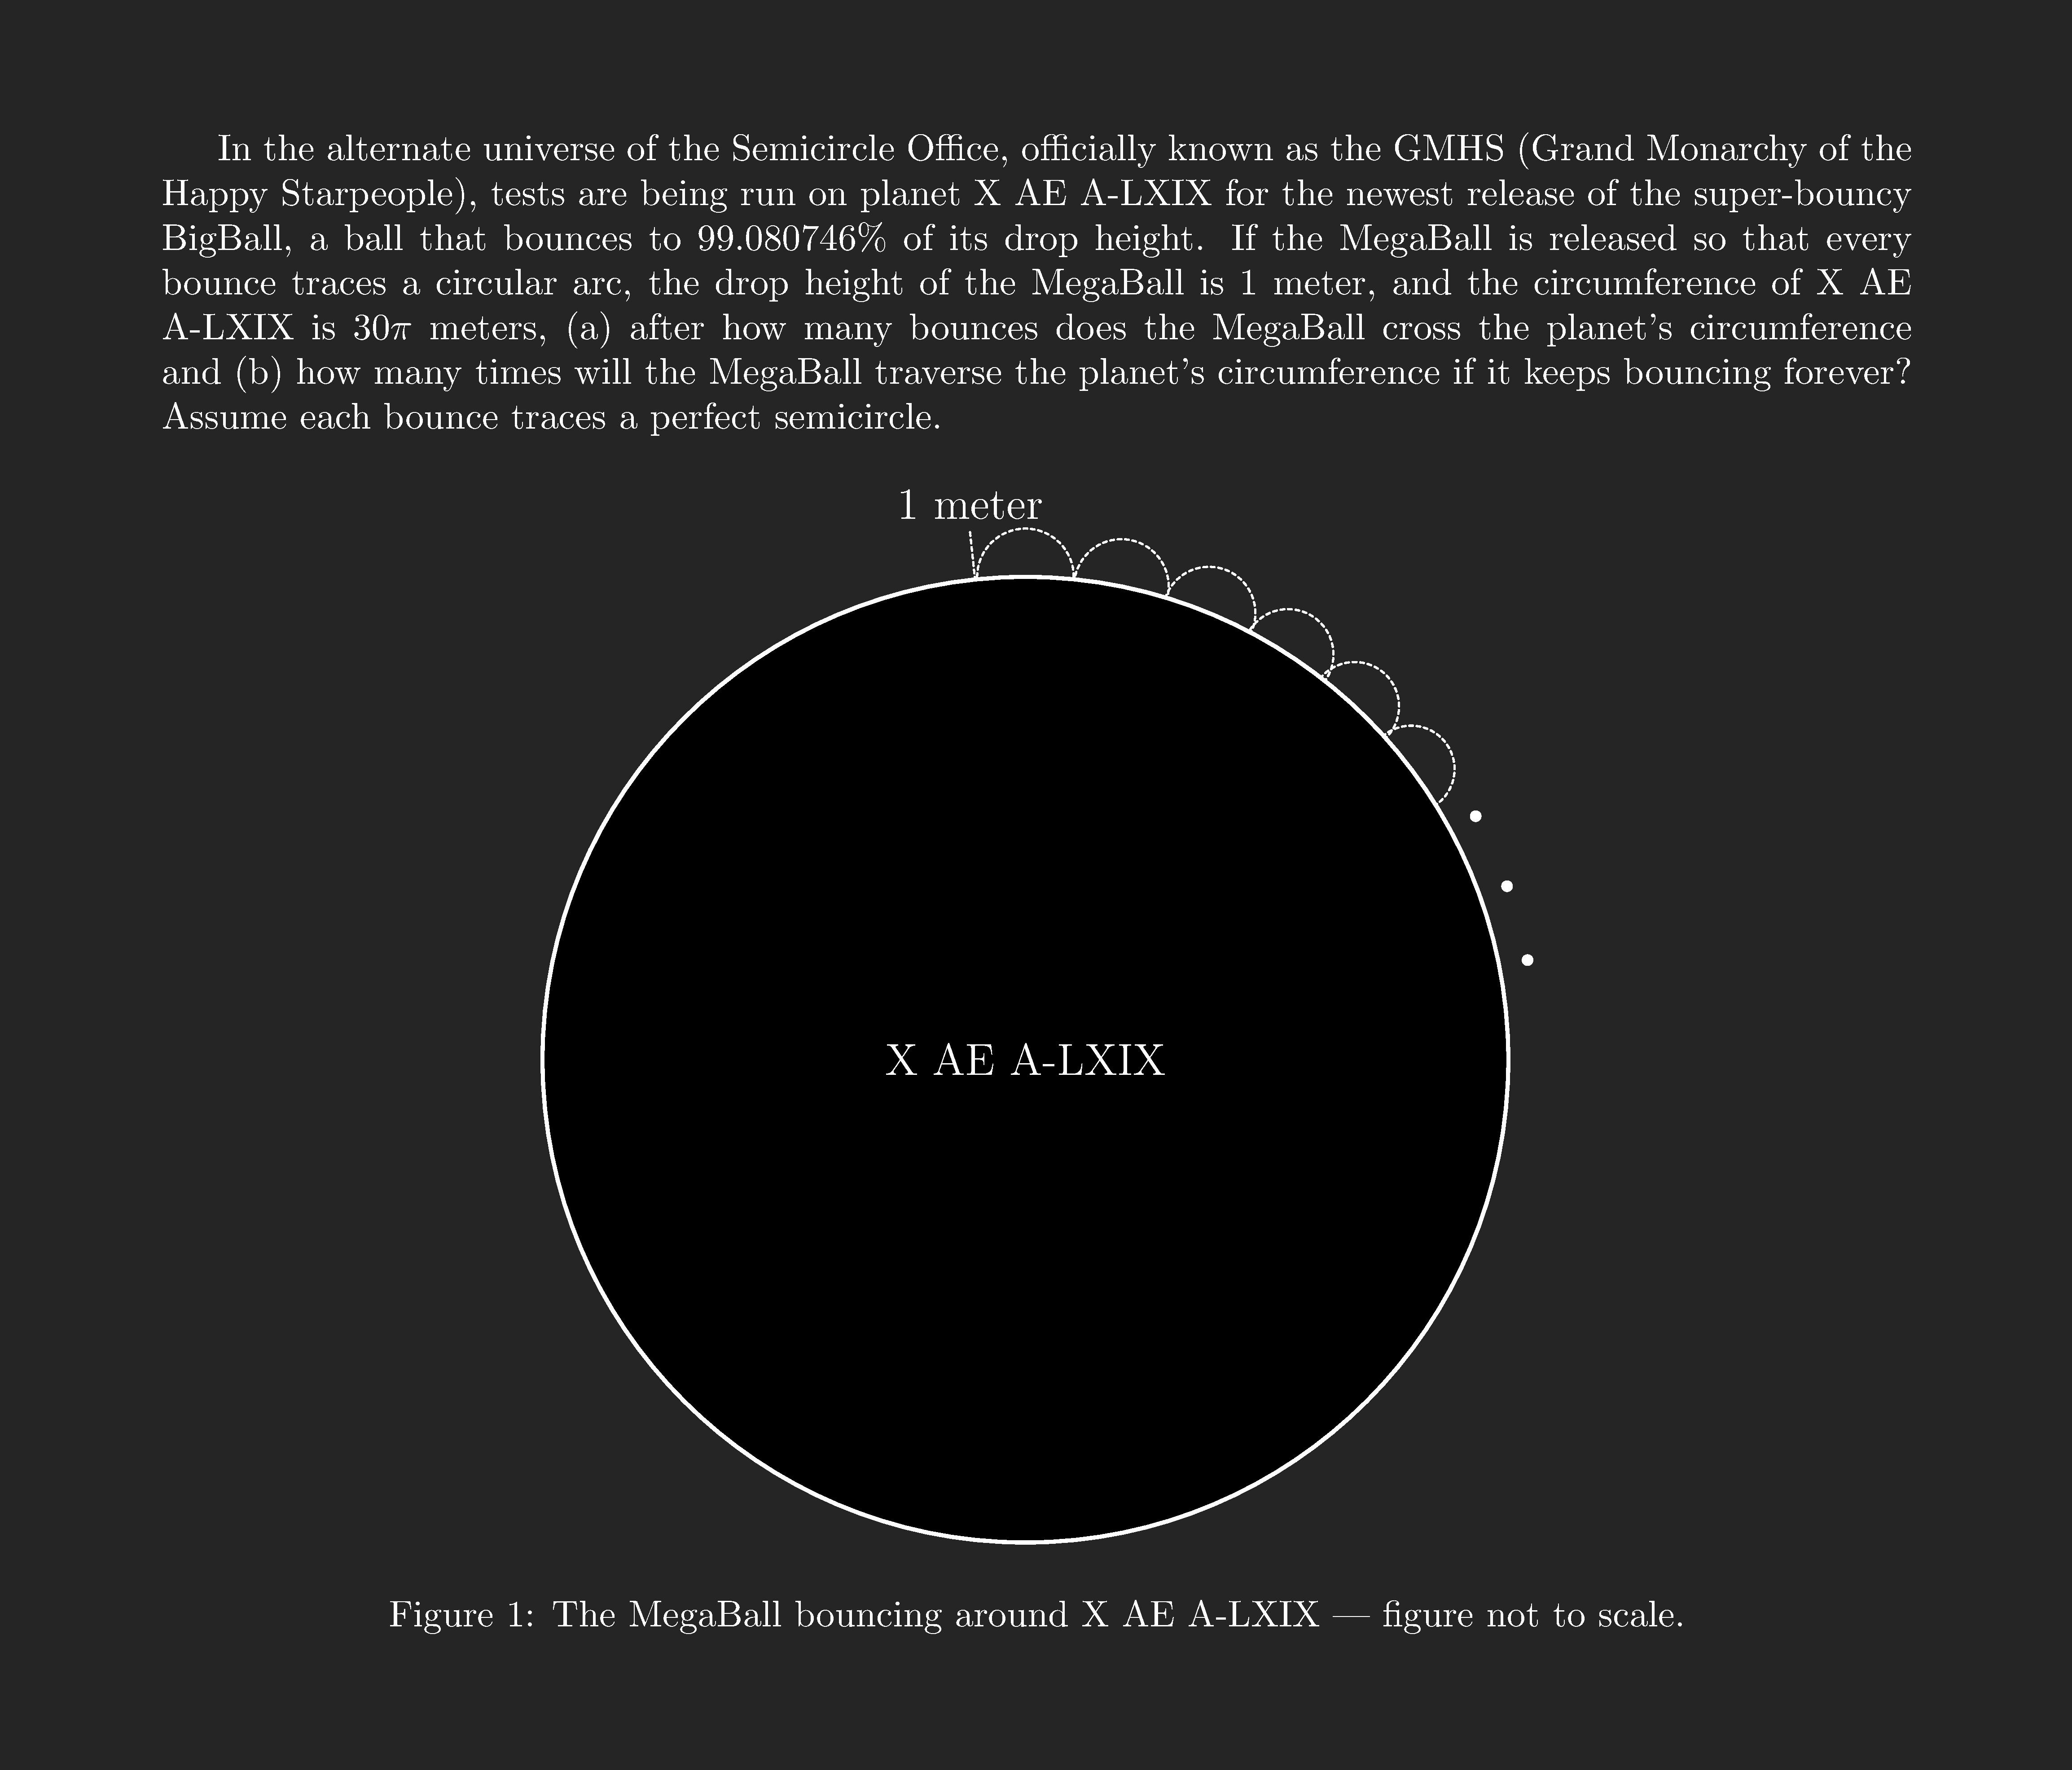 In the alternate universe of the Semicircle Office, officially known as the GMHS (Grand Monarchy of the
Happy Starpeople), tests are being run on planet X AE A-LXIX for the newest release of the super-bouncy
BigBall, a ball that bounces to 99.080746% of its drop height. If the MegaBall is released so that every
bounce traces a circular arc, the drop height of the MegaBall is 1 meter, and the circumference of X AE
A-LXIX is 30π meters, (a) after how many bounces does the MegaBall cross the planet's circumference
and (b) how many times will the MegaBall traverse the planet's circumference if it keeps bouncing forever?
Assume each bounce traces a perfect semicircle.
1 meter
X AE A-LXIX
Figure 1: The MegaBall bouncing around X AE A-LXIX — figure not to scale.